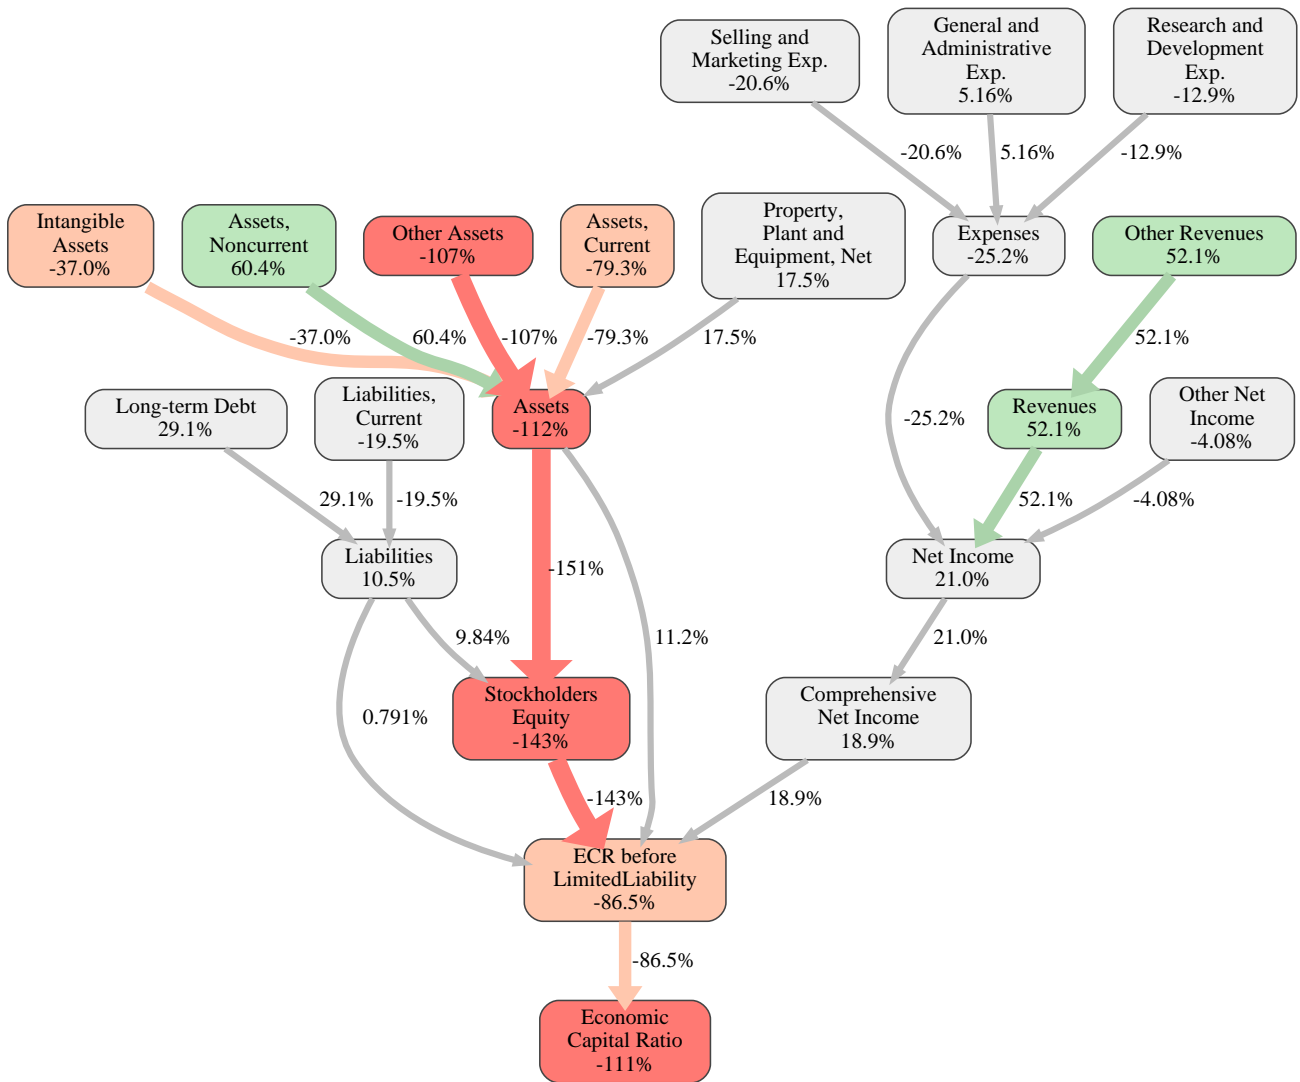 Selling and
Marketing Exp.
-20.6%
General and
Administrative
Exp.
5.16%
Research and
Development
Exp.
-12.9%
-20.6%
5.16%
-12.9%
Intangible
Assets
-37.0%
Assets,
Noncurrent
60.4%
Other Assets
-107%
Assets,
Current
-79.3%
Property,
Plant and
Equipment, Net
17.5%
Expenses
-25.2%
Other Revenues
52.1%
-37.0%
60.4%
-107%
-79.3%
17.5%
52.1%
Long-term Debt
29.1%
Liabilities,
Current
-19.5%
Assets
-112%
-25.2%
Revenues
52.1%
Other Net
Income
-4.08%
29.1%
-19.5%
52.1%
-4.08%
Liabilities
10.5%
-151%
Net Income
21.0%
9.84%
11.2%
21.0%
0.791%
Stockholders
Equity
-143%
Comprehensive
Net Income
18.9%
-143%
18.9%
ECR before
LimitedLiability
-86.5%
-86.5%
Economic
Capital Ratio
-111%